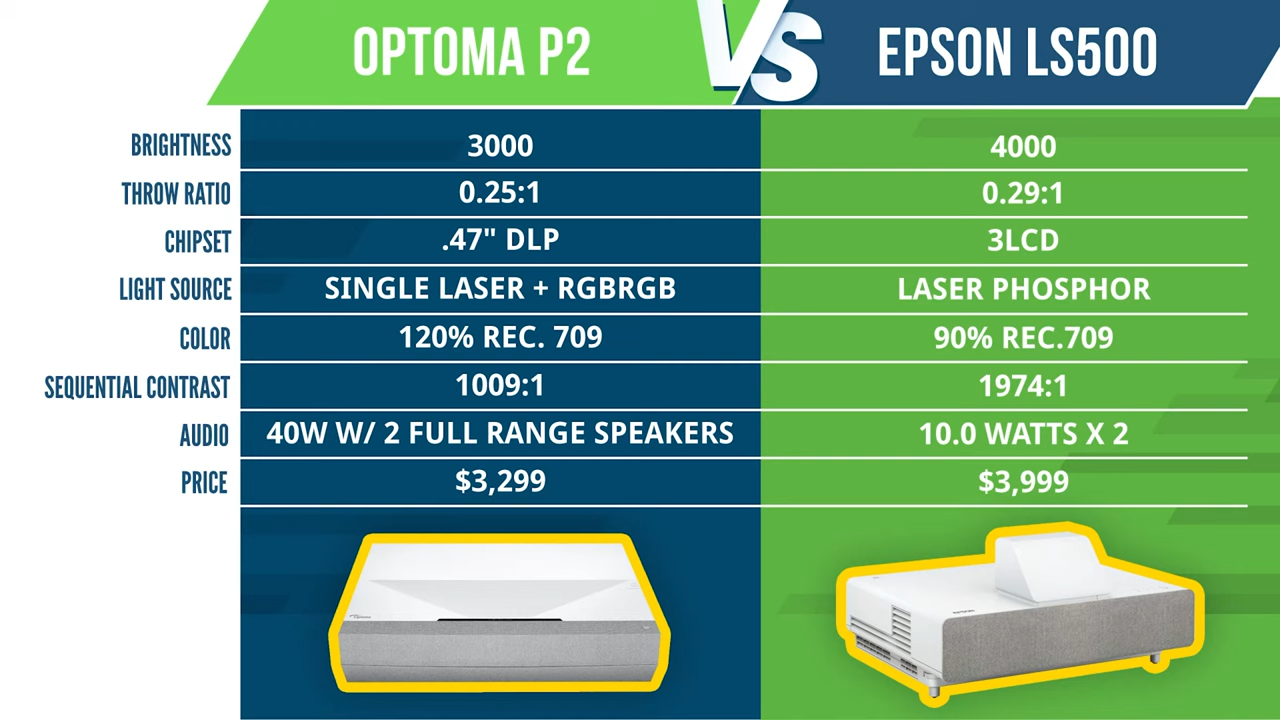 OPTOMA P2 VS EPSON LS500
BRIGHTNESS 3000 4000
THROW RATIO 0.25:1 0.29:1
CHIPSET .47" DLP 3LCD
LIGHT SOURCE SINGLE LASER + RGBRGB LASER PHOSPHOR
COLOR 120% REC. 709 90% REC.709
SEQUENTIAL CONTRAST 1009:1 1974:1
AUDIO 40W W/ 2 FULL RANGE SPEAKERS 10.0 WATTS X 2
PRICE $3,299 $3,999
EPSON
Optoma